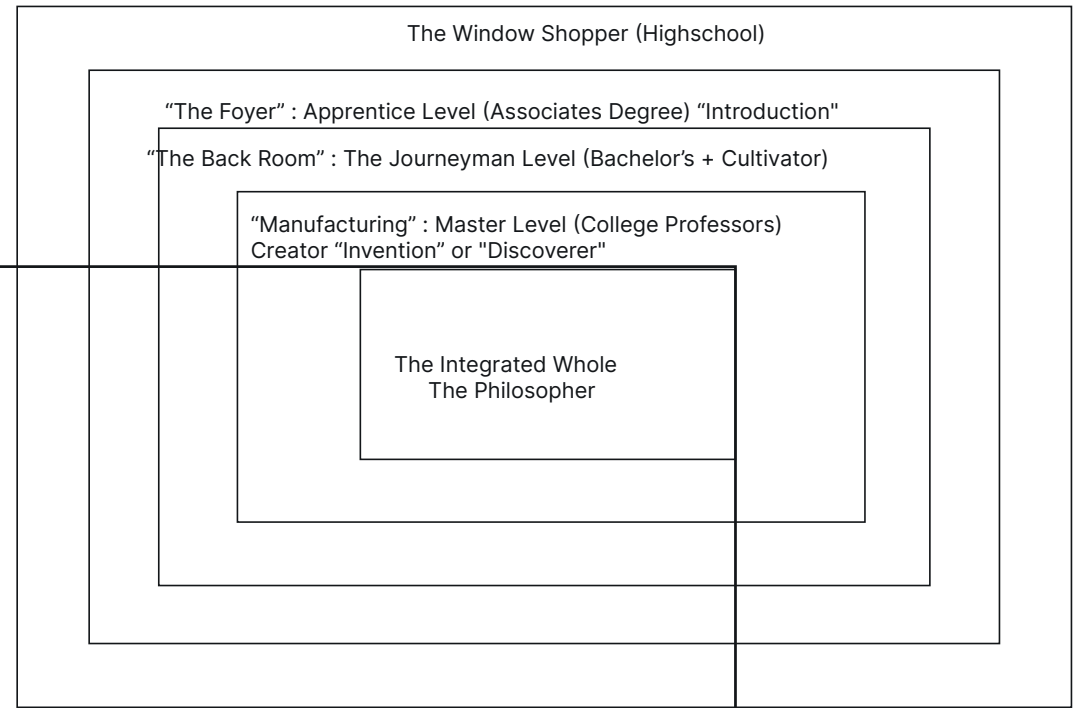 The Window Shopper (Highschool)
“The Foyer” : Apprentice Level (Associates Degree) “Introduction"
“The Back Room” : The Journeyman Level (Bachelor’s + Cultivator)
“Manufacturing” : Master Level (College Professors)
Creator “Invention” or "Discoverer"
The Integrated Whole
The Philosopher